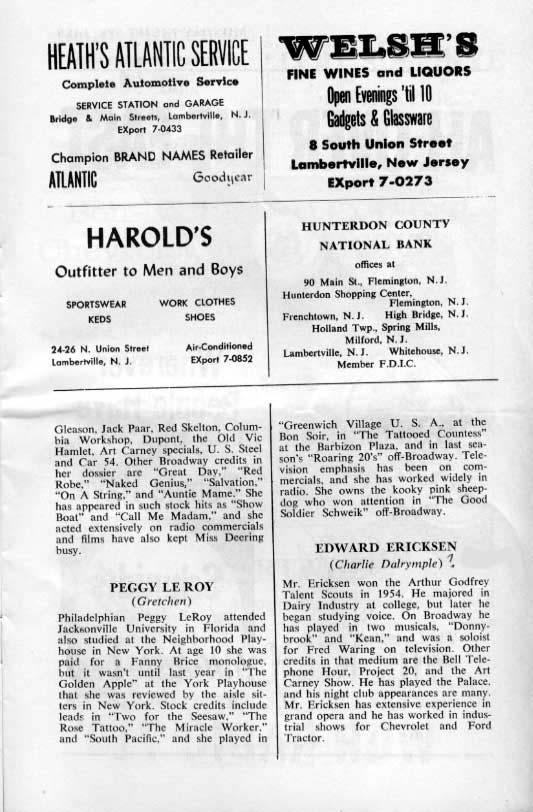 HEATH'S ATLANTIC SERVICE
Complete Automotive Service
SERVICE STATION and GARAGE
Bridge & Main Streets, Lambertville, N. J.
EXport 7-0433
Champion BRAND NAMES Retailer
ATLANTIC Goodyear
WELSH'S
FINE WINES and LIQUORS
Open Evenings 'til 10
Gadgets & Glassware
8 South Union Street
Lambertville, New Jersey
EXport 7-0273
HAROLD'S
Outfitter to Men and Boys
SPORTSWEAR WORK CLOTHES
KEDS SHOES
24-26 N. Union Street Air-Conditioned
Lambertville, N. J. EXport 7-0852
HUNTERDON COUNTY
NATIONAL BANK
offices at
90 Main St., Flemington, N. J.
Hunterdon Shopping Center,
Flemington, N. J.
Frenchtown, N. J. High Bridge, N. J.
Holland Twp., Spring Mills,
Milford, N. J.
Lambertville, N. J. Whitehouse, N. J.
Member F.D.I.C.
Gleason, Jack Paar, Red Skelton, Colum-
bia Workshop, Dupont, the Old Vic
Hamlet, Art Carney specials, U. S. Steel
and Car 54. Other Broadway credits in
her dossier are "Great Day," "Red
Robe," "Naked Genius," "Salvation,"
"On A String," and "Auntie Mame." She
has appeared in such stock hits as "Show
Boat" and "Call Me Madam," and she
acted extensively on radio commercials
and films have also kept Miss Deering
busy.
PEGGY LE ROY
(Gretchen)
Philadelphian Peggy LeRoy attended
Jacksonville University in Florida and
also studied at the Neighborhood Play-
house in New York. At age 10 she was
paid for a Fanny Brice monologue,
but it wasn't until last year in "The
Golden Apple" at the York Playhouse
that she was reviewed by the aisle sit-
ters in New York. Stock credits include
leads in "Two for the Seesaw," "The
Rose Tattoo," "The Miracle Worker,"
and "South Pacific," and she played in
"Greenwich Village U. S. A., at the
Bon Soir, in "The Tattooed Countess"
at the Barbizon Plaza, and in last sea-
son's "Roaring 20's" off-Broadway. Tele-
vision emphasis has been on com-
mercials, and she has worked widely in
radio. She owns the kooky pink sheep-
dog who won attention in "The Good
Soldier Schweik" off-Broadway.
EDWARD ERICKSEN
(Charlie Dalrymple) ?
Mr. Ericksen won the Arthur Godfrey
Talent Scouts in 1954. He majored in
Dairy Industry at college, but later he
began studying voice. On Broadway he
has played in two musicals, "Donny-
brook" and "Kean," and was a soloist
for Fred Waring on television. Other
credits in that medium are the Bell Tele-
phone Hour, Project 20, and the Art
Carney Show. He has played the Palace,
and his night club appearances are many.
Mr. Ericksen has extensive experience in
grand opera and he has worked in indus-
trial shows for Chevrolet and Ford
Tractor.